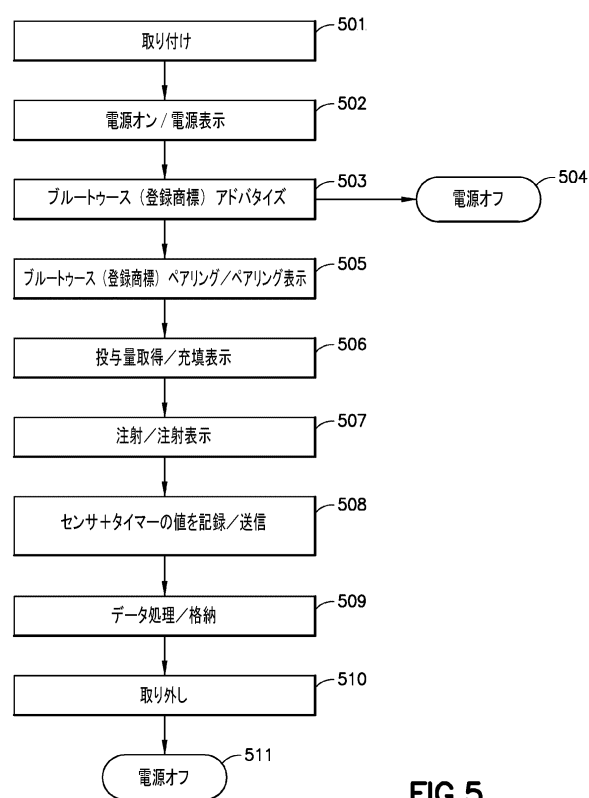 取り付け
501
電源オン / 電源表示
502
ブルートゥース（登録商標）アドバタイズ
503
電源オフ
504
ブルートゥース（登録商標）ペアリング／ペアリング表示
505
投与量取得／充填表示
506
注射／注射表示
507
センサ＋タイマーの値を記録／送信
508
データ処理／格納
509
取り外し
510
電源オフ
511
FIG.5